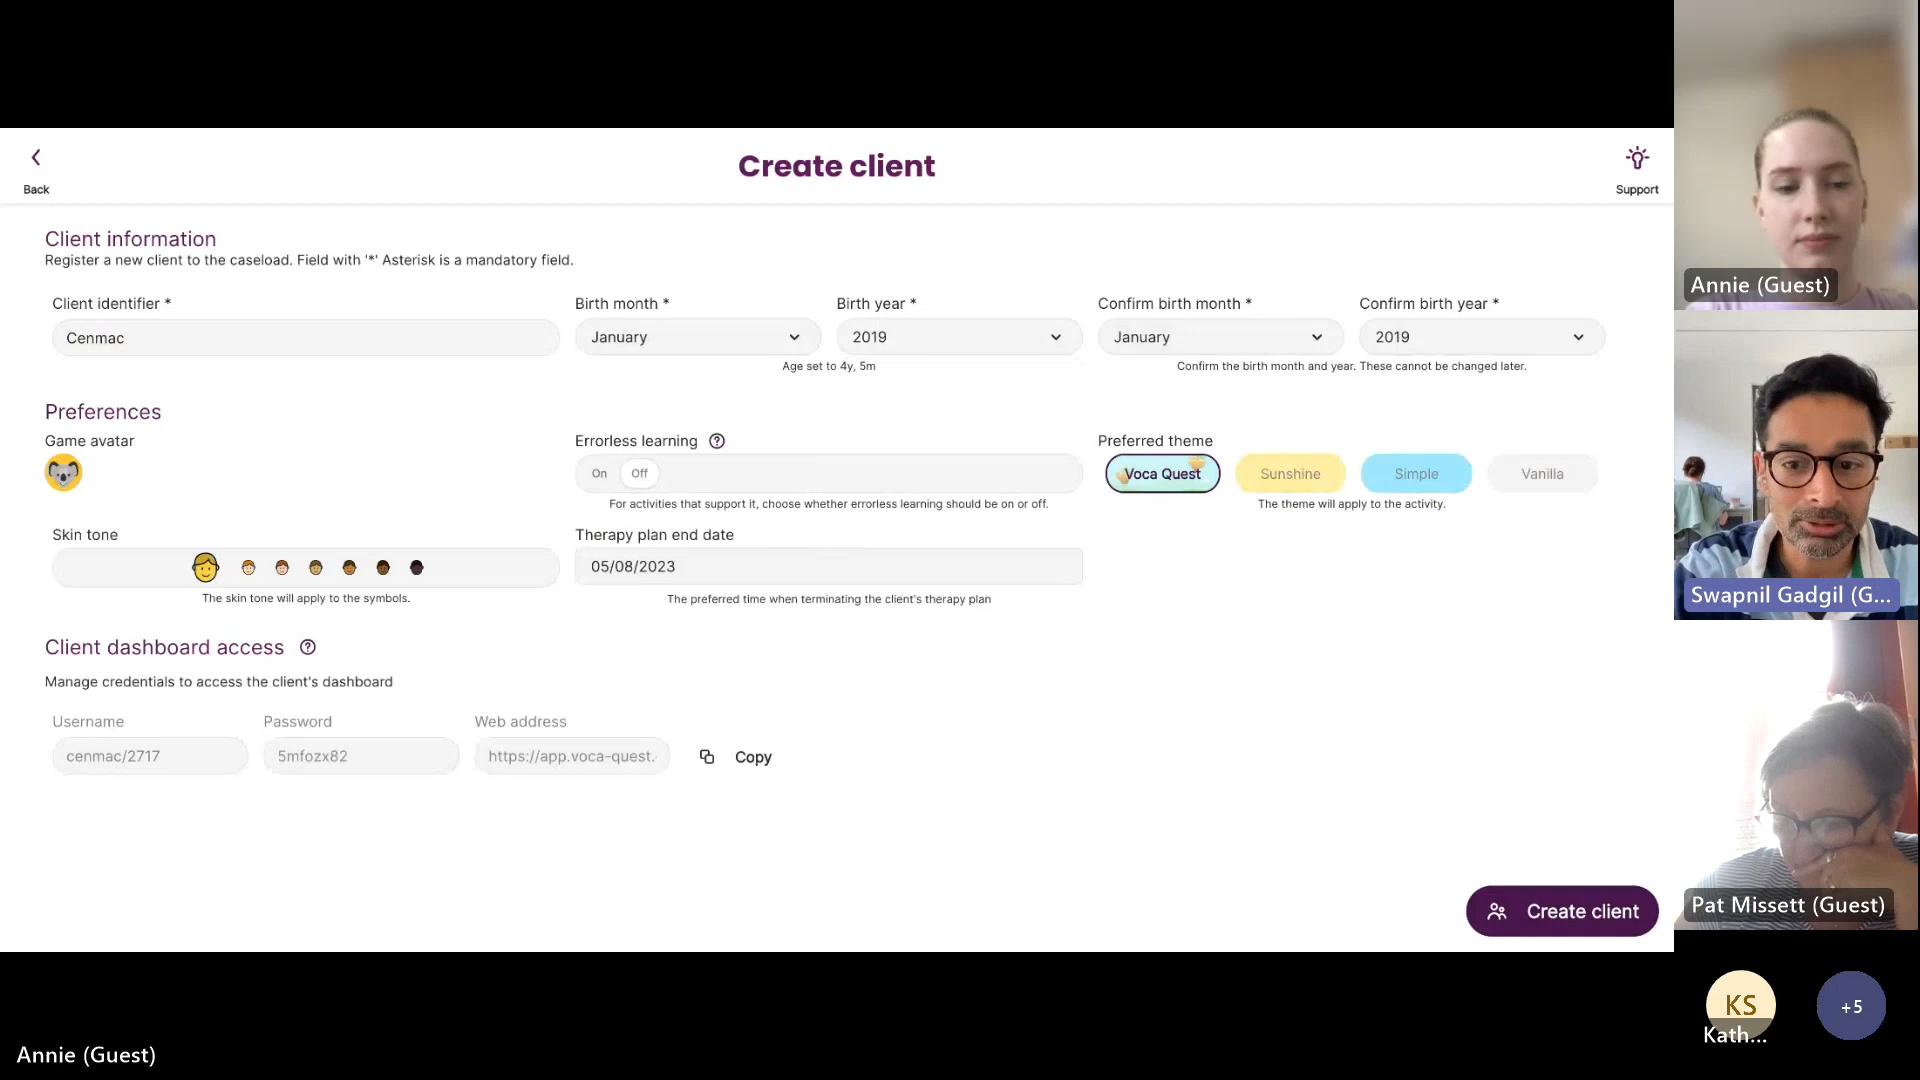 Back
Create client
Support
Client information
Register a new client to the caseload. Field with '*' Asterisk is a mandatory field.
Client identifier *
Birth month *
Birth year *
Confirm birth month *
Confirm birth year *
Cenmac
January
2019
January
2019
Age set to 4y, 5m
Confirm the birth month and year. These cannot be changed later.
Preferences
Game avatar
Errorless learning
Preferred theme
On
Off
Voca Quest
Sunshine
Simple
Vanilla
For activities that support it, choose whether errorless learning should be on or off.
The theme will apply to the activity.
Skin tone
Therapy plan end date
05/08/2023
The skin tone will apply to the symbols.
The preferred time when terminating the client's therapy plan
Client dashboard access
Manage credentials to access the client's dashboard
Username
Password
Web address
cenmac/2717
5mfozx82
https://app.voca-quest.
Copy
Create client
Annie (Guest)
Swapnil Gadgil (G...
Pat Missett (Guest)
KS
Kath...
+5
Annie (Guest)